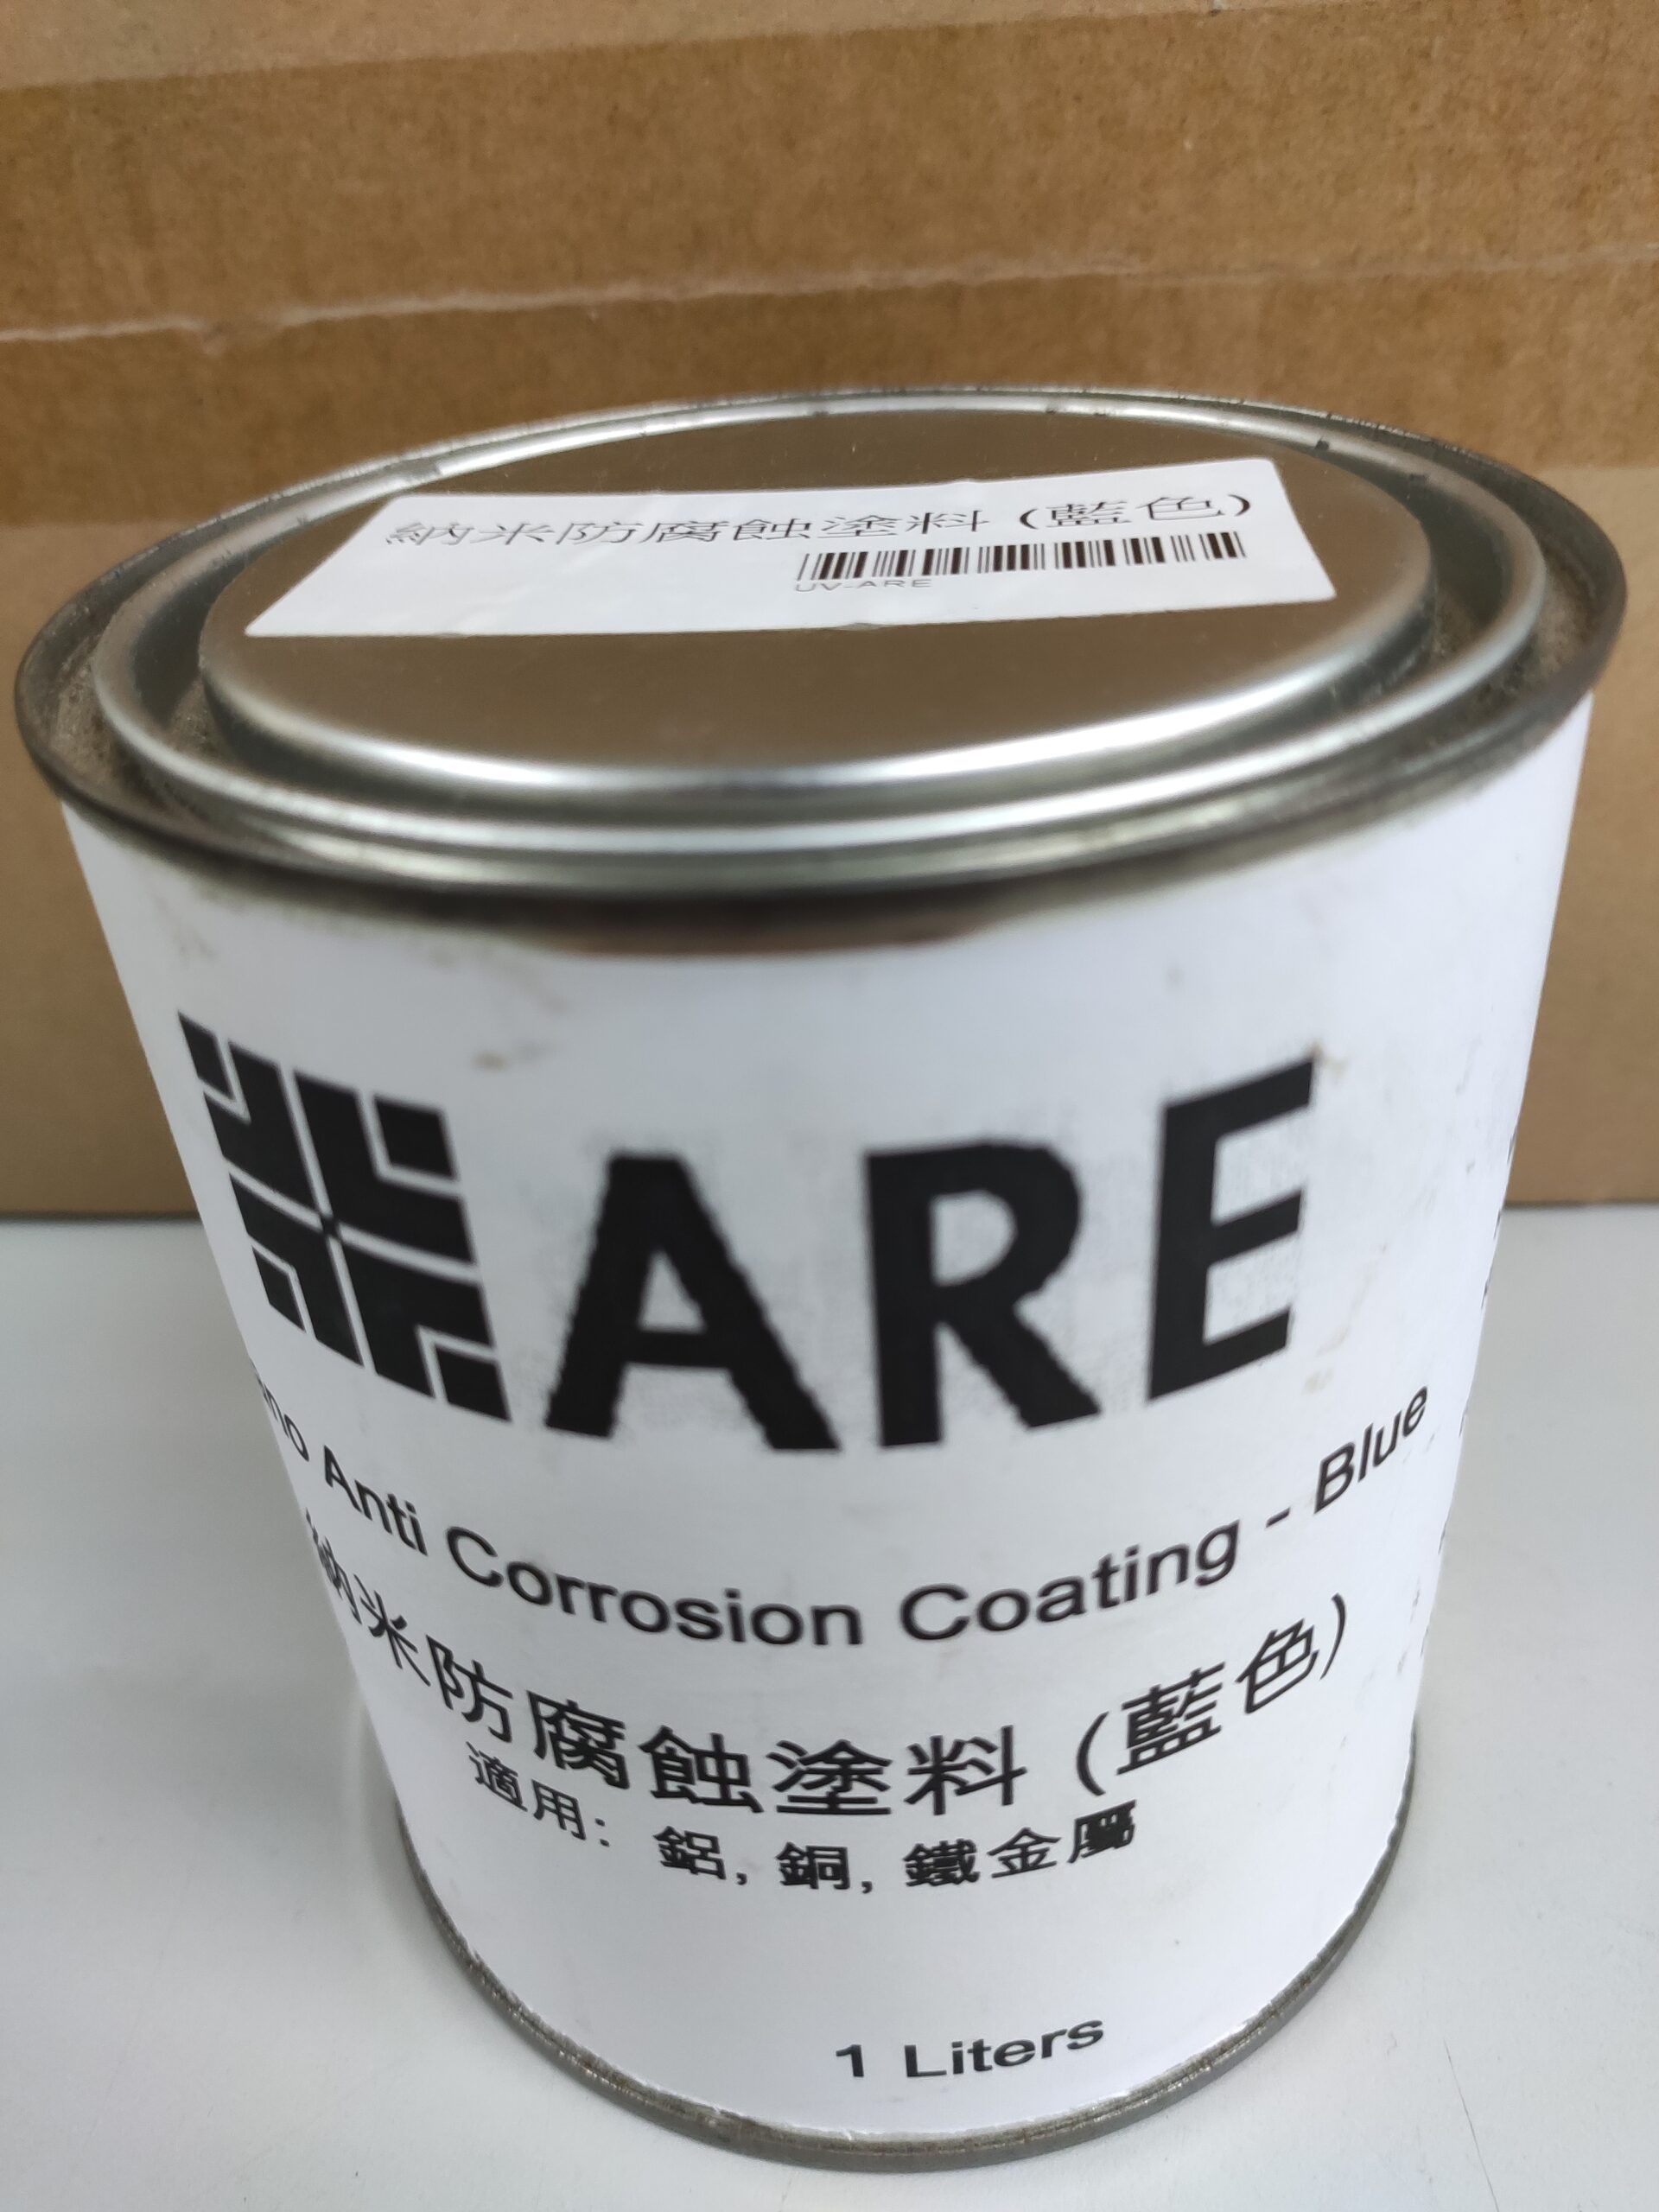 納米防腐蝕塗料 (藍色)
UV-ARE
ARE
Anti Corrosion Coating - Blue
納米防腐蝕塗料 (藍色)
適用: 鋁, 銅, 鐵金屬
1 Liters